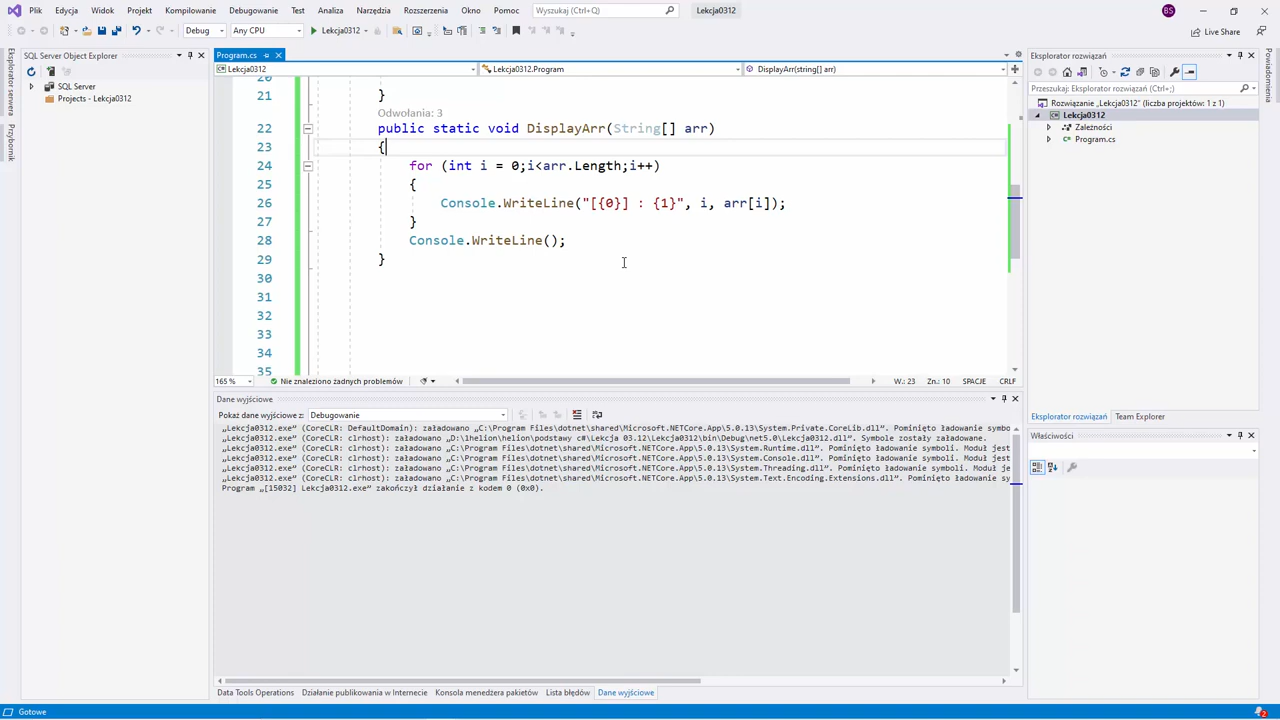 Plik Edycja Widok Git Projekt Kompilowanie Debugowanie Test Analiza Narzędzia Rozszerzenia Okno Pomoc Wyszukaj (Ctrl+Q) Lekcja0312 BS
Debug Any CPU Lekcja0312 Live Share
Eksplorator serwera
Przybornik
SQL Server Object Explorer
SQL Server
Projects - Lekcja0312
Program.cs
Lekcja0312 Lekcja0312.Program DisplayArr(string[] arr)
20
21 }
Odwołania: 3
22 public static void DisplayArr(String[] arr)
23 {
24 for (int i = 0;i<arr.Length;i++)
25 {
26 Console.WriteLine("[{0}] : {1}", i, arr[i]);
27 }
28 Console.WriteLine();
29 }
30
31
32
33
34
35
165 % Nie znaleziono żadnych problemów W.: 23 Zn.: 10 SPACJE CRLF
Dane wyjściowe
Pokaż dane wyjściowe z: Debugowanie
„Lekcja0312.exe” (CoreCLR: DefaultDomain): załadowano „C:\Program Files\dotnet\shared\Microsoft.NETCore.App\5.0.13\System.Private.CoreLib.dll”. Pominięto ładowanie
„Lekcja0312.exe” (CoreCLR: clrhost): załadowano „D:\1helion\helion\podstawy c#\Lekcja 03.12\Lekcja0312\bin\Debug\net5.0\Lekcja0312.dll”. Symbole zostały załadowane.
„Lekcja0312.exe” (CoreCLR: clrhost): załadowano „C:\Program Files\dotnet\shared\Microsoft.NETCore.App\5.0.13\System.Runtime.dll”. Pominięto ładowanie symboli. Moduł jest
„Lekcja0312.exe” (CoreCLR: clrhost): załadowano „C:\Program Files\dotnet\shared\Microsoft.NETCore.App\5.0.13\System.Console.dll”. Pominięto ładowanie symboli. Moduł jest
„Lekcja0312.exe” (CoreCLR: clrhost): załadowano „C:\Program Files\dotnet\shared\Microsoft.NETCore.App\5.0.13\System.Threading.dll”. Pominięto ładowanie symboli. Moduł je
„Lekcja0312.exe” (CoreCLR: clrhost): załadowano „C:\Program Files\dotnet\shared\Microsoft.NETCore.App\5.0.13\System.Text.Encoding.Extensions.dll”. Pominięto ładowanie sy
Program „[15032] Lekcja0312.exe” zakończył działanie z kodem 0 (0x0).
Data Tools Operations Działanie publikowania w Internecie Konsola menedżera pakietów Lista błędów Dane wyjściowe
Eksplorator rozwiązań
Przeszukaj: Eksplorator rozwiązań (Ctrl+;)
Rozwiązanie „Lekcja0312” (liczba projektów: 1 z 1)
Lekcja0312
Zależności
Program.cs
Eksplorator rozwiązań Team Explorer
Właściwości
Powiadomienia
Gotowe 2